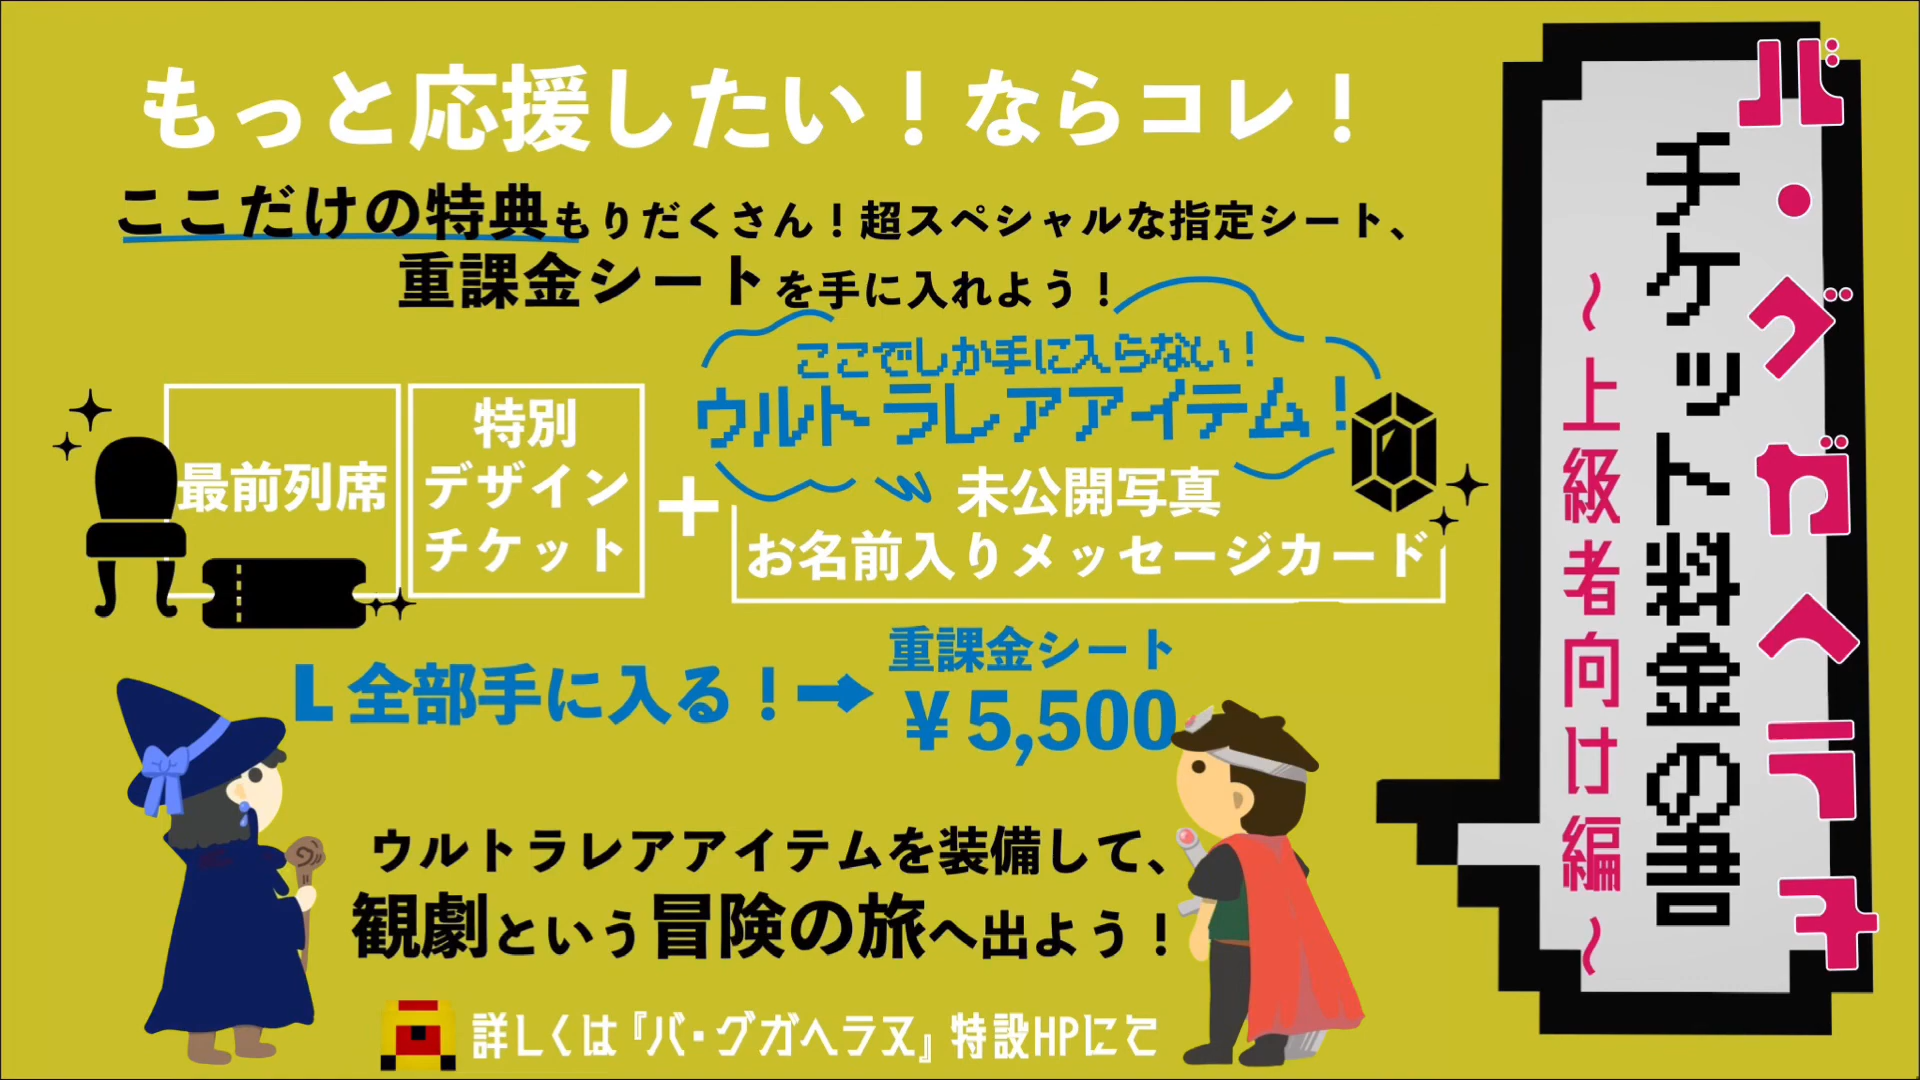 もっと応援したい！ならコレ！
ここだけの特典もりだくさん！超スペシャルな指定シート、
重課金シートを手に入れよう！
ここでしか手に入らない！
ウルトラレアアイテム！
最前列席
特別
デザイン
チケット
+
未公開写真
お名前入りメッセージカード
L 全部手に入る！➡
重課金シート
¥5,500
ウルトラレアアイテムを装備して、
観劇という冒険の旅へ出よう！
詳しくは『バ・グガヘラヌ』特設HPにて
バ・グガヘラヌ
チケット料金の書
～上級者向け編～